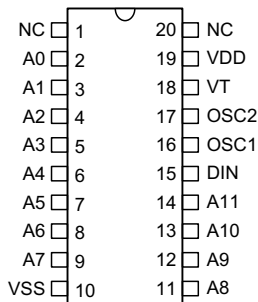 NC 1 20 NC
A0 2 19 VDD
A1 3 18 VT
A2 4 17 OSC2
A3 5 16 OSC1
A4 6 15 DIN
A5 7 14 A11
A6 8 13 A10
A7 9 12 A9
VSS 10 11 A8